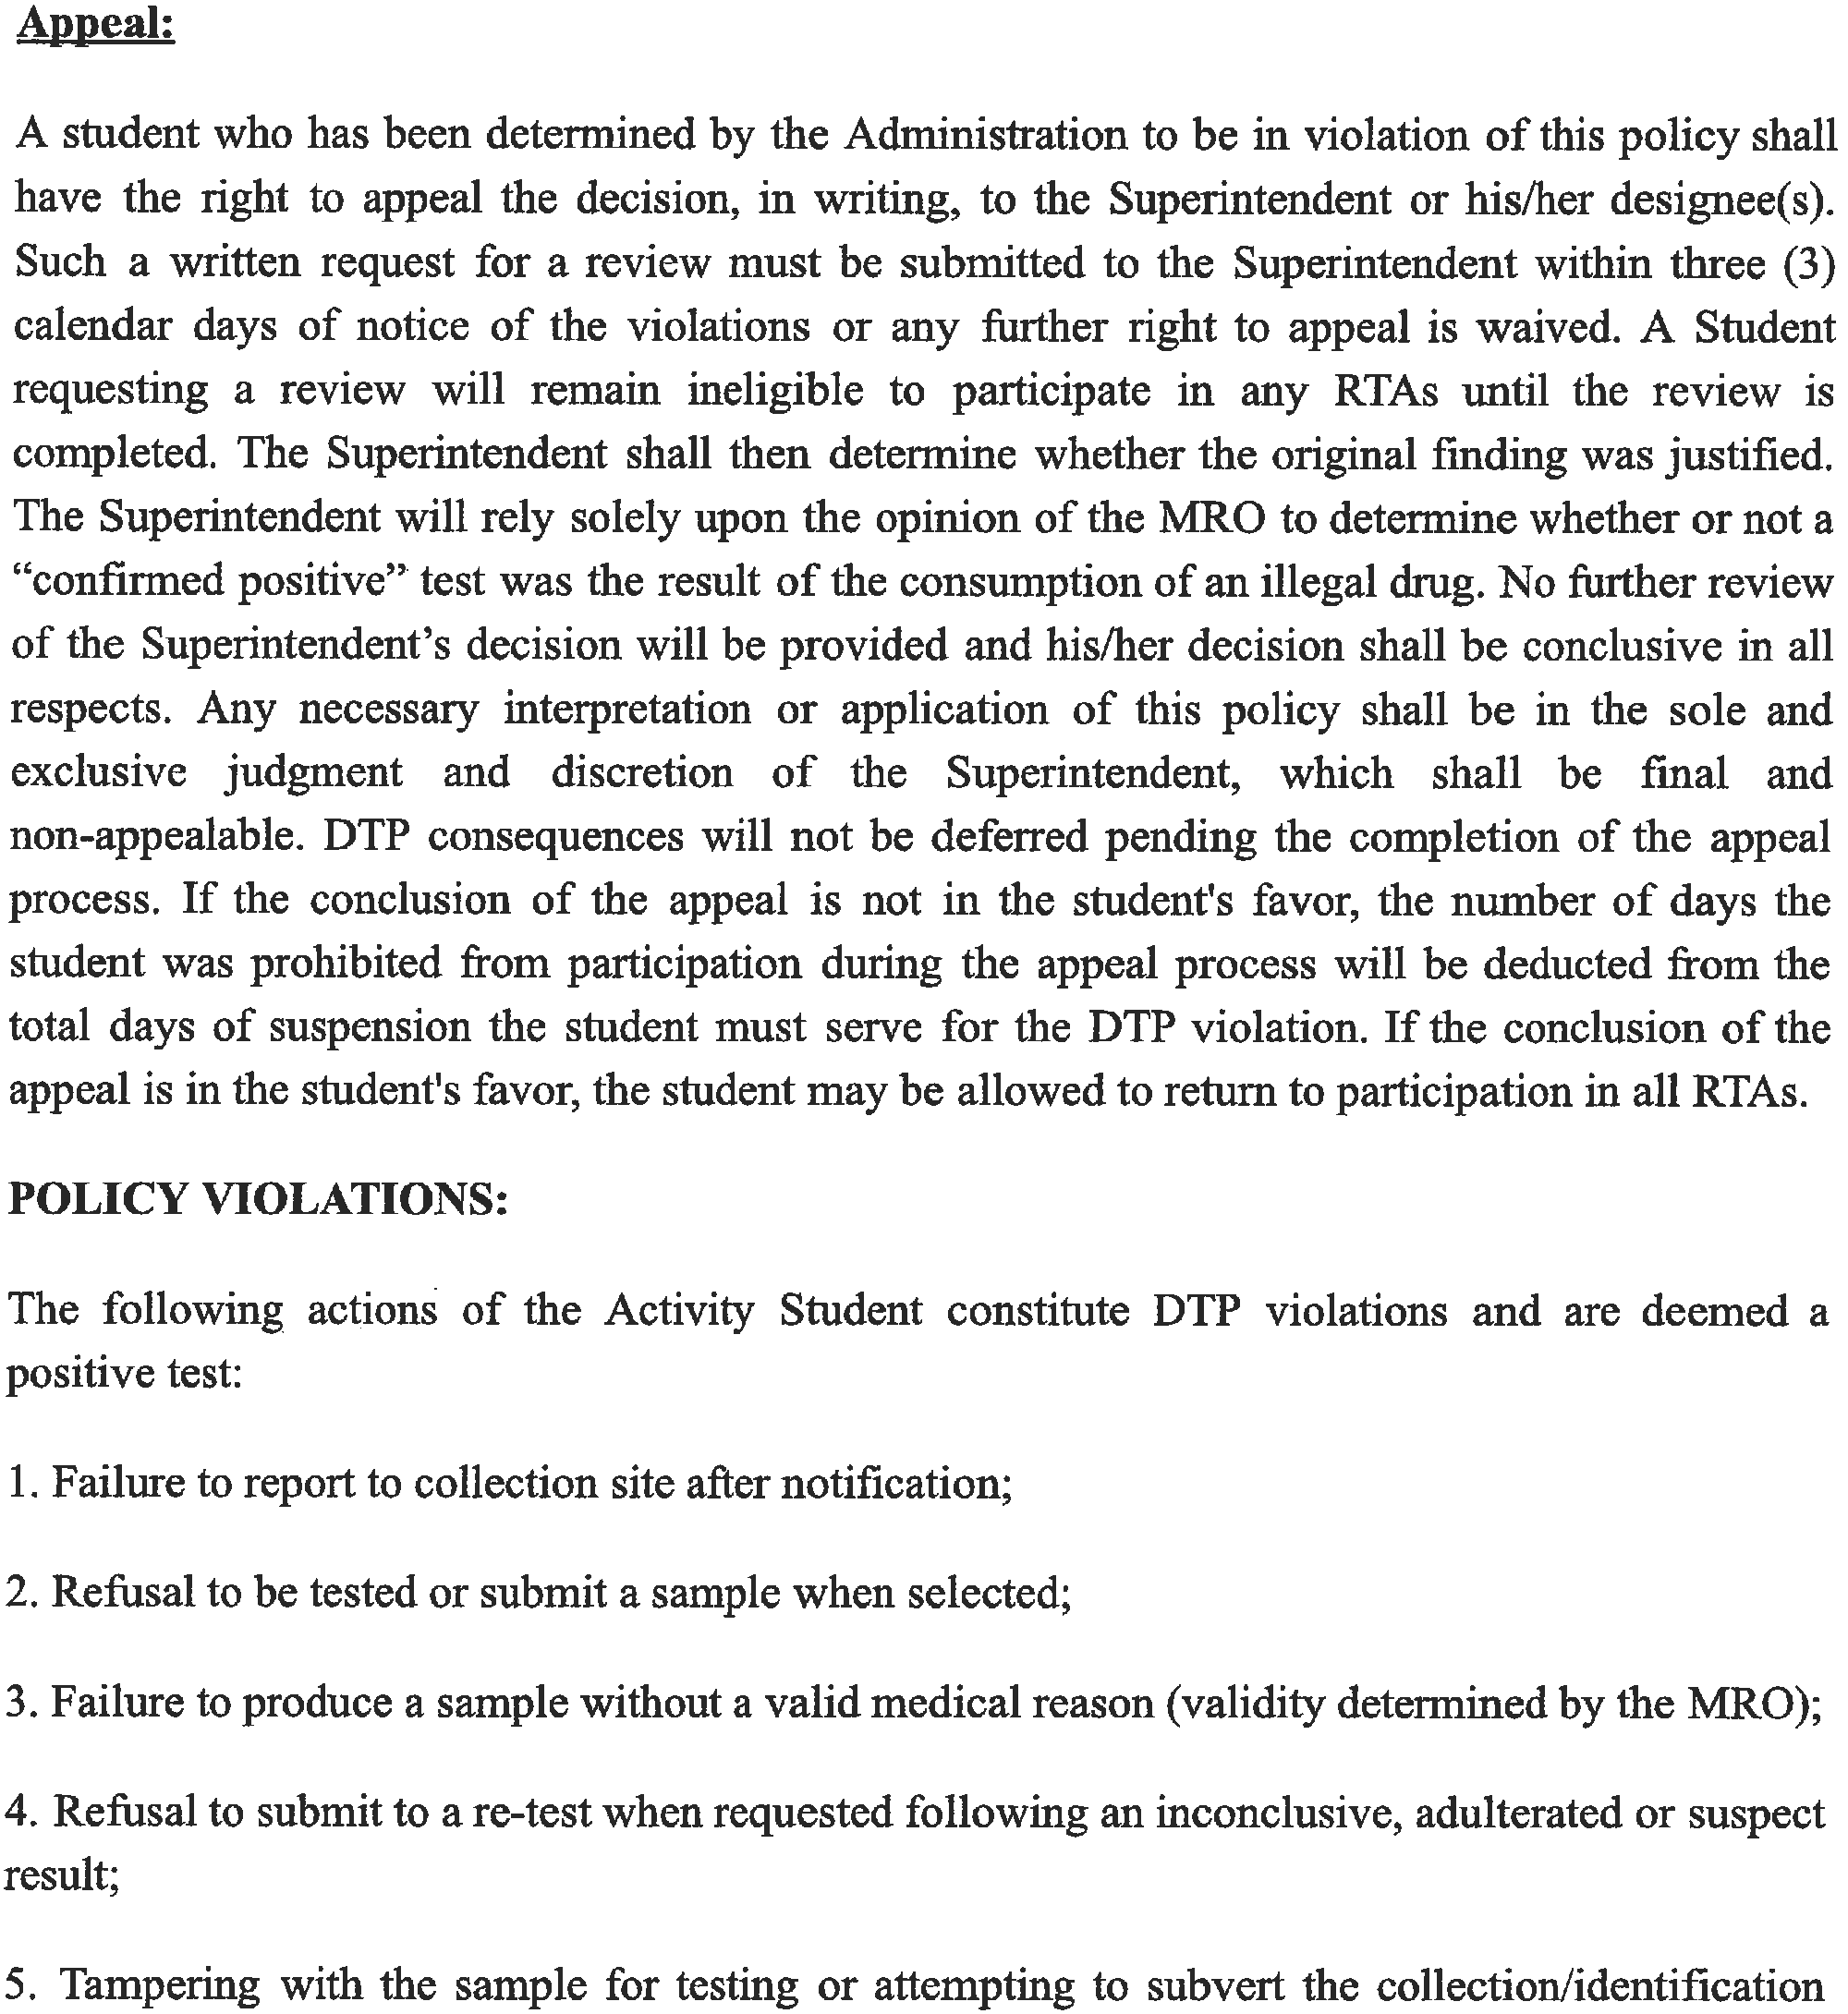 Appeal:
A student who has been determined by the Administration to be in violation of this policy shall
have the right to appeal the decision, in writing, to the Superintendent or his/her designee(s).
Such a written request for a review must be submitted to the Superintendent within three (3)
calendar days of notice of the violations or any further right to appeal is waived. A Student
requesting a review will remain ineligible to participate in any RTAs until the review is
completed. The Superintendent shall then determine whether the original finding was justified.
The Superintendent will rely solely upon the opinion of the MRO to determine whether or not a
“confirmed positive” test was the result of the consumption of an illegal drug. No further review
of the Superintendent’s decision will be provided and his/her decision shall be conclusive in all
respects. Any necessary interpretation or application of this policy shall be in the sole and
exclusive judgment and discretion of the Superintendent, which shall be final and
non-appealable. DTP consequences will not be deferred pending the completion of the appeal
process. If the conclusion of the appeal is not in the student's favor, the number of days the
student was prohibited from participation during the appeal process will be deducted from the
total days of suspension the student must serve for the DTP violation. If the conclusion of the
appeal is in the student's favor, the student may be allowed to return to participation in all RTAs.
POLICY VIOLATIONS:
The following actions of the Activity Student constitute DTP violations and are deemed a
positive test:
1. Failure to report to collection site after notification;
2. Refusal to be tested or submit a sample when selected;
3. Failure to produce a sample without a valid medical reason (validity determined by the MRO);
4. Refusal to submit to a re-test when requested following an inconclusive, adulterated or suspect
result;
5. Tampering with the sample for testing or attempting to subvert the collection/identification